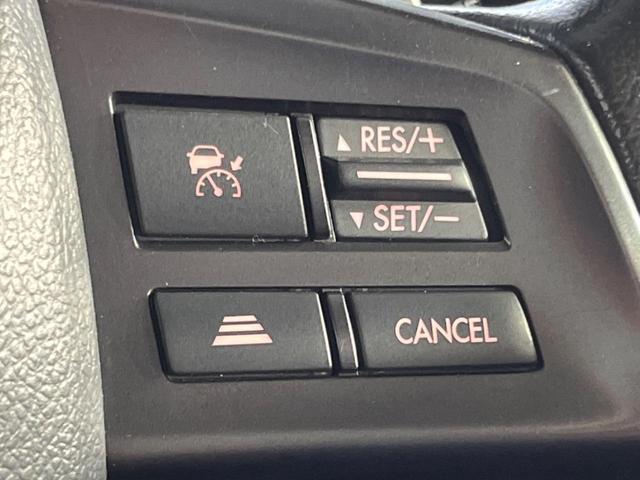 ▲ RES/+
▼ SET/−
CANCEL